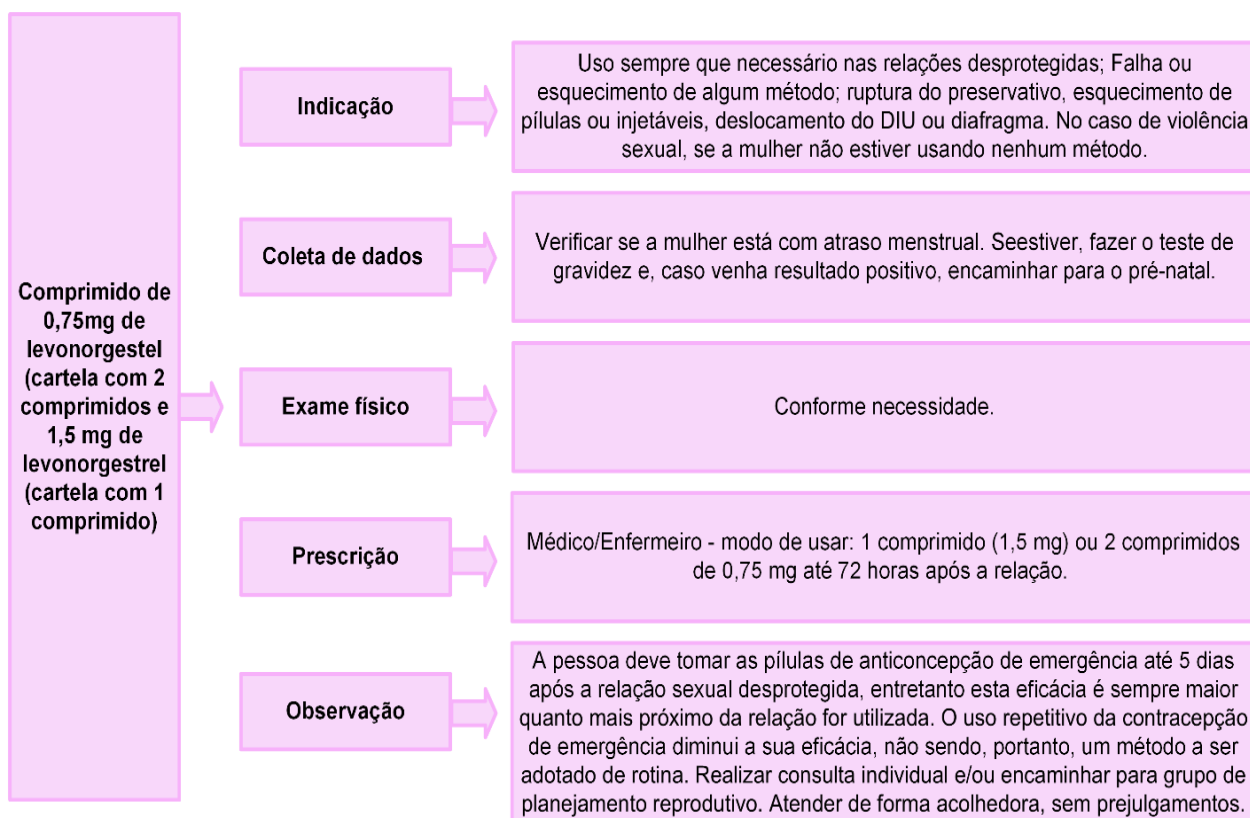 Comprimido de
0,75mg de
levonorgestel
(cartela com 2
comprimidos e
1,5 mg de
levonorgestrel
(cartela com 1
comprimido)
Indicação
Uso sempre que necessário nas relações desprotegidas; Falha ou
esquecimento de algum método; ruptura do preservativo, esquecimento de
pílulas ou injetáveis, deslocamento do DIU ou diafragma. No caso de violência
sexual, se a mulher não estiver usando nenhum método.
Coleta de dados
Verificar se a mulher está com atraso menstrual. Seestiver, fazer o teste de
gravidez e, caso venha resultado positivo, encaminhar para o pré-natal.
Exame físico
Conforme necessidade.
Prescrição
Médico/Enfermeiro - modo de usar: 1 comprimido (1,5 mg) ou 2 comprimidos
de 0,75 mg até 72 horas após a relação.
Observação
A pessoa deve tomar as pílulas de anticoncepção de emergência até 5 dias
após a relação sexual desprotegida, entretanto esta eficácia é sempre maior
quanto mais próximo da relação for utilizada. O uso repetitivo da contracepção
de emergência diminui a sua eficácia, não sendo, portanto, um método a ser
adotado de rotina. Realizar consulta individual e/ou encaminhar para grupo de
planejamento reprodutivo. Atender de forma acolhedora, sem prejulgamentos.